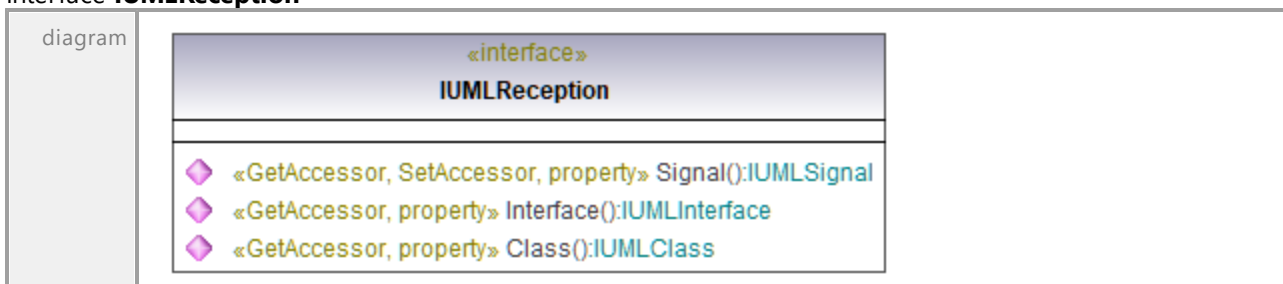 interface IUMLReception
diagram
«interface»
IUMLReception
«GetAccessor, SetAccessor, property» Signal():IUMLSignal
«GetAccessor, property» Interface():IUMLInterface
«GetAccessor, property» Class():IUMLClass